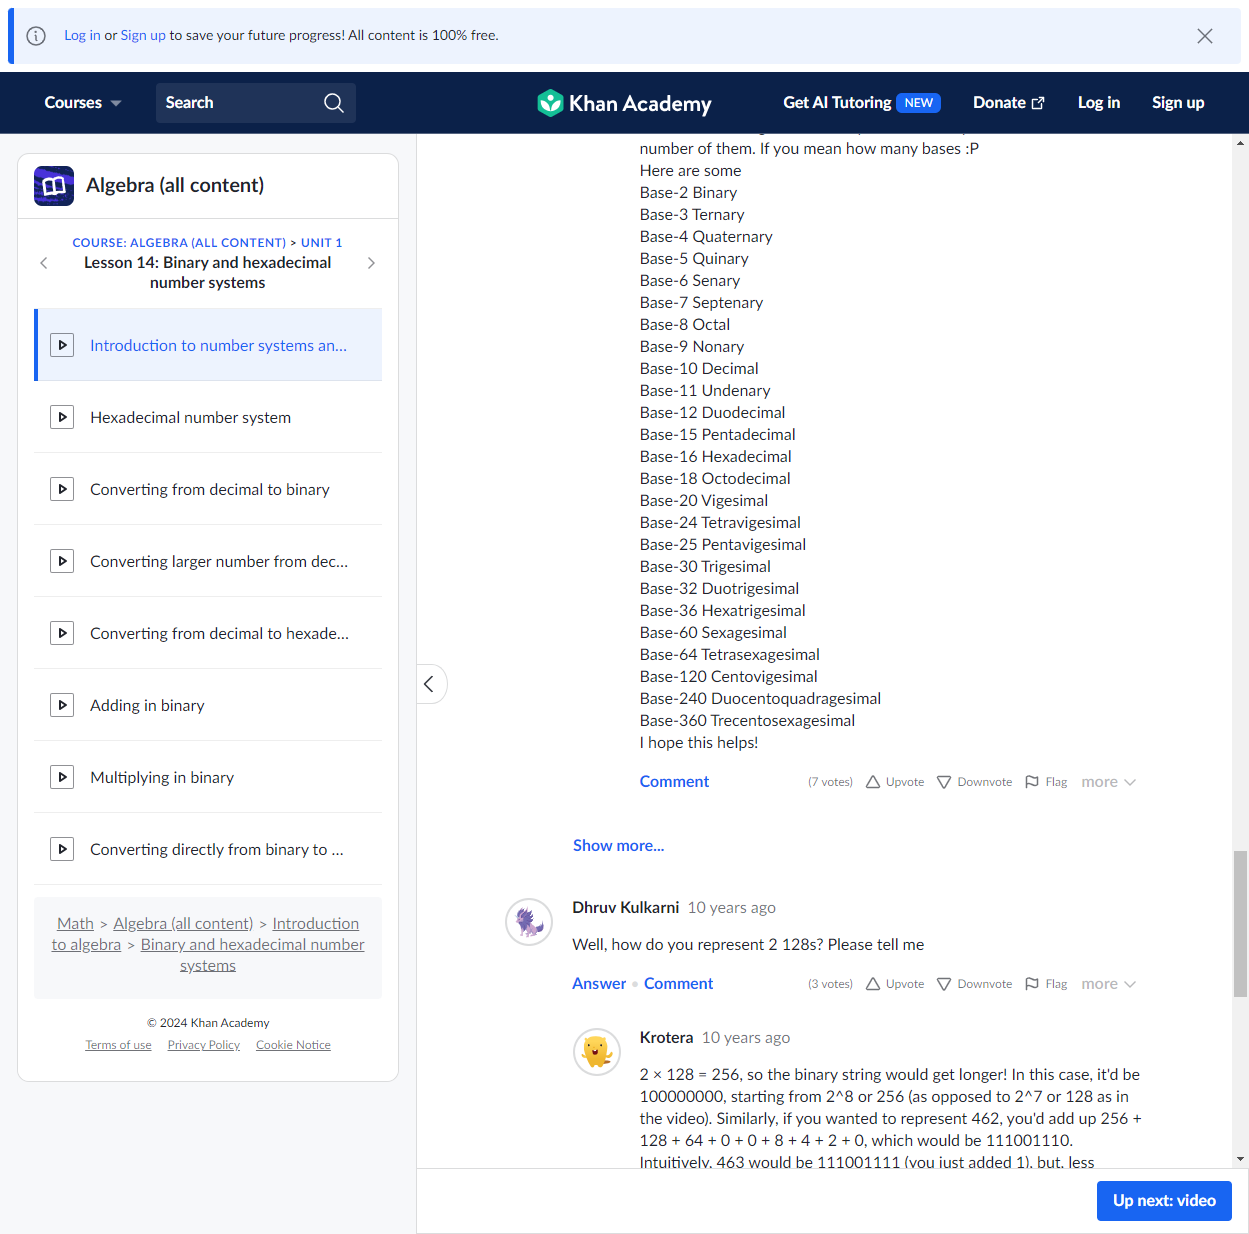 Log in or Sign up to save your future progress! All content is 100% free.
Courses
Search
Khan Academy
Get AI Tutoring NEW
Donate
Log in
Sign up
Algebra (all content)
COURSE: ALGEBRA (ALL CONTENT) > UNIT 1
Lesson 14: Binary and hexadecimal
number systems
Introduction to number systems an...
Hexadecimal number system
Converting from decimal to binary
Converting larger number from dec...
Converting from decimal to hexade...
Adding in binary
Multiplying in binary
Converting directly from binary to ...
Math > Algebra (all content) > Introduction
to algebra > Binary and hexadecimal number
systems
© 2024 Khan Academy
Terms of use Privacy Policy Cookie Notice
number of them. If you mean how many bases :P
Here are some
Base-2 Binary
Base-3 Ternary
Base-4 Quaternary
Base-5 Quinary
Base-6 Senary
Base-7 Septenary
Base-8 Octal
Base-9 Nonary
Base-10 Decimal
Base-11 Undenary
Base-12 Duodecimal
Base-15 Pentadecimal
Base-16 Hexadecimal
Base-18 Octodecimal
Base-20 Vigesimal
Base-24 Tetravigesimal
Base-25 Pentavigesimal
Base-30 Trigesimal
Base-32 Duotrigesimal
Base-36 Hexatrigesimal
Base-60 Sexagesimal
Base-64 Tetrasexagesimal
Base-120 Centovigesimal
Base-240 Duocentoquadragesimal
Base-360 Trecentosexagesimal
I hope this helps!
Comment (7 votes) Upvote Downvote Flag more
Show more...
Dhruv Kulkarni 10 years ago
Well, how do you represent 2 128s? Please tell me
Answer • Comment (3 votes) Upvote Downvote Flag more
Krotera 10 years ago
2 × 128 = 256, so the binary string would get longer! In this case, it'd be
100000000, starting from 2^8 or 256 (as opposed to 2^7 or 128 as in
the video). Similarly, if you wanted to represent 462, you'd add up 256 +
128 + 64 + 0 + 0 + 8 + 4 + 2 + 0, which would be 111001110.
Intuitively, 463 would be 111001111 (you just added 1), but, less
Up next: video